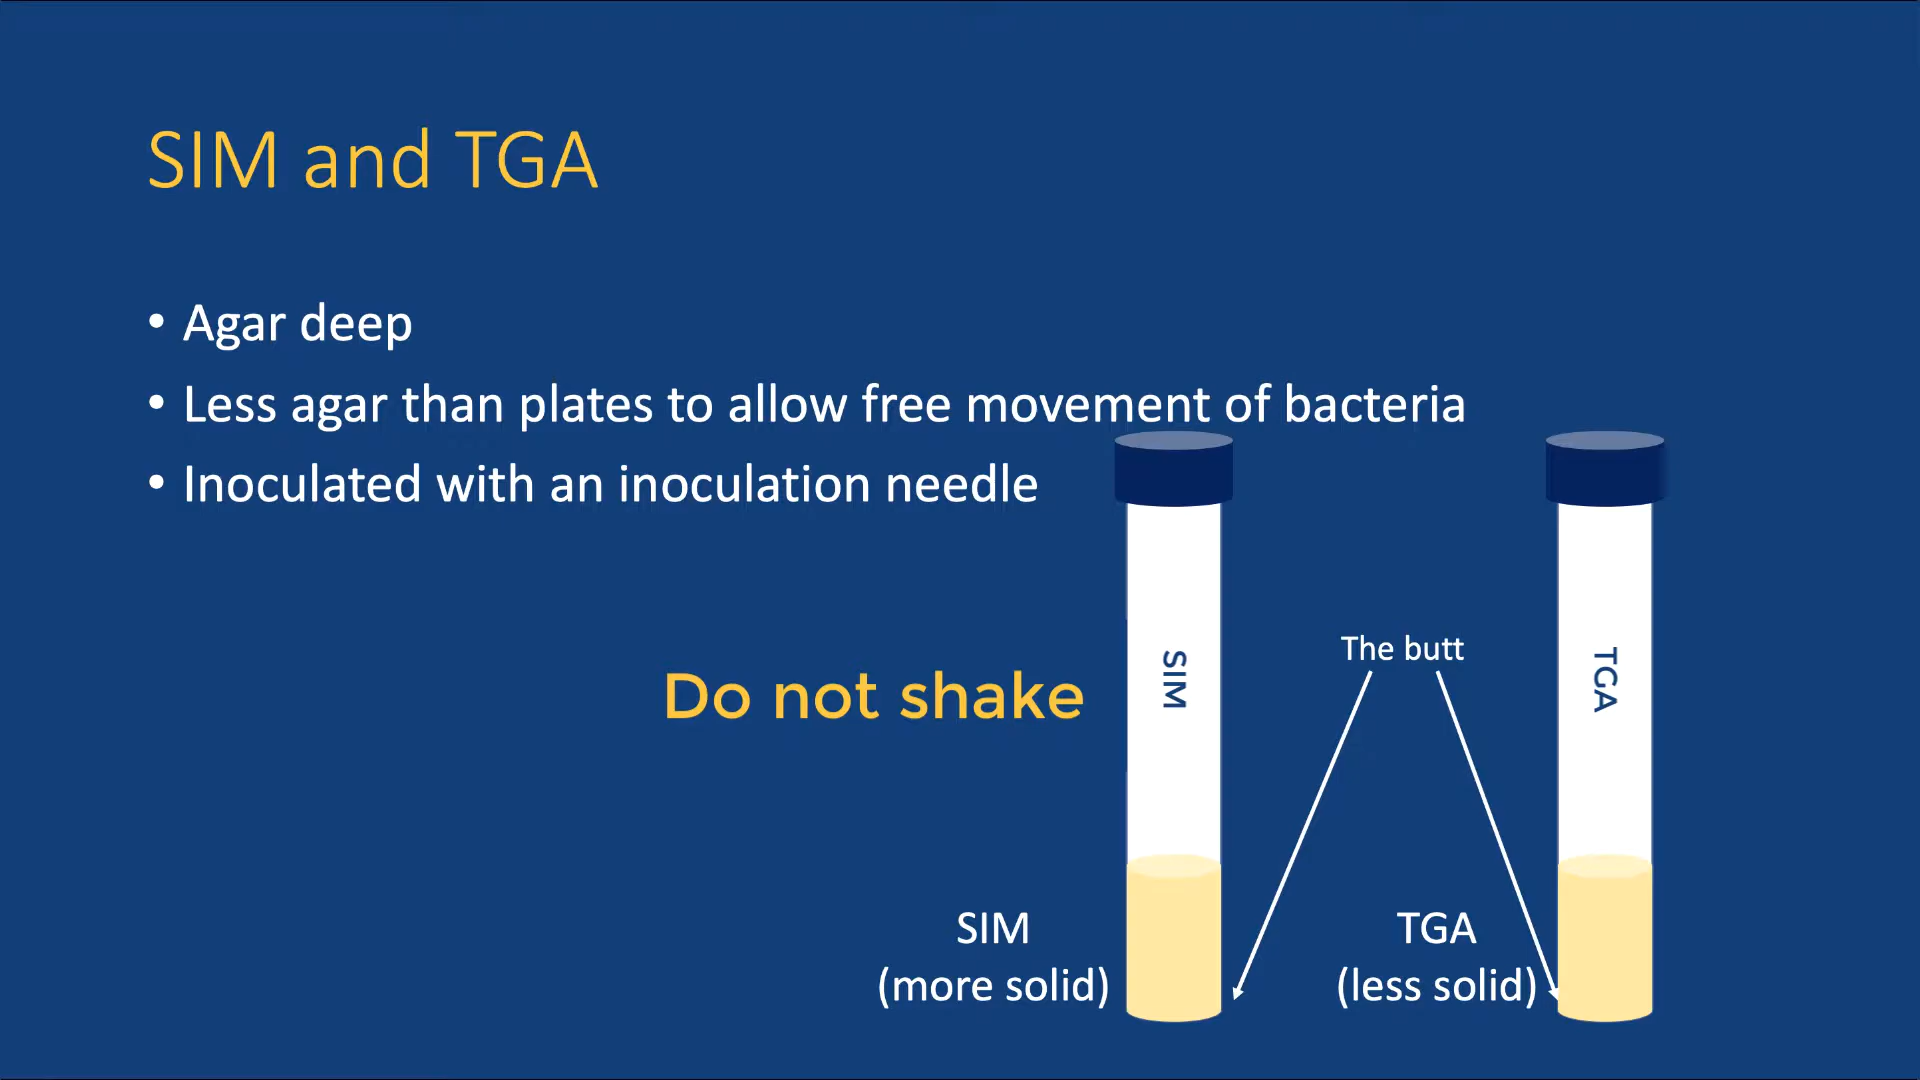 SIM and TGA
• Agar deep
• Less agar than plates to allow free movement of bacteria
• Inoculated with an inoculation needle
Do not shake
SIM
The butt
TGA
SIM
(more solid)
TGA
(less solid)